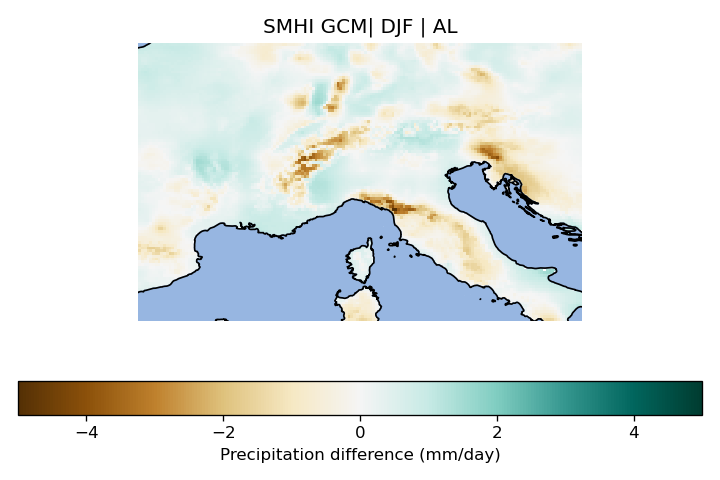 SMHI GCM| DJF | AL
−4 −2 0 2 4
Precipitation difference (mm/day)